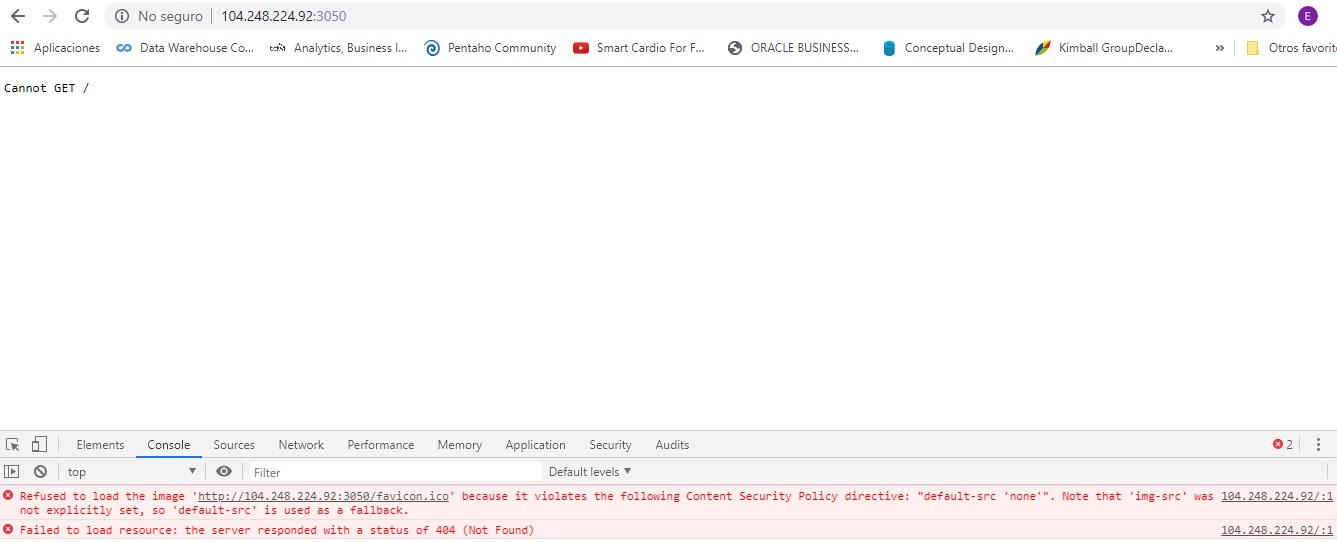 No seguro 104.248.224.92:3050 E
Aplicaciones Data Warehouse Co... Analytics, Business I... Pentaho Community Smart Cardio For F... ORACLE BUSINESS... Conceptual Design... Kimball GroupDecla... » Otros favorit
Cannot GET /
Elements Console Sources Network Performance Memory Application Security Audits 2
top Filter Default levels
Refused to load the image 'http://104.248.224.92:3050/favicon.ico' because it violates the following Content Security Policy directive: "default-src 'none'". Note that 'img-src' was 104.248.224.92/:1
not explicitly set, so 'default-src' is used as a fallback.
Failed to load resource: the server responded with a status of 404 (Not Found) 104.248.224.92/:1